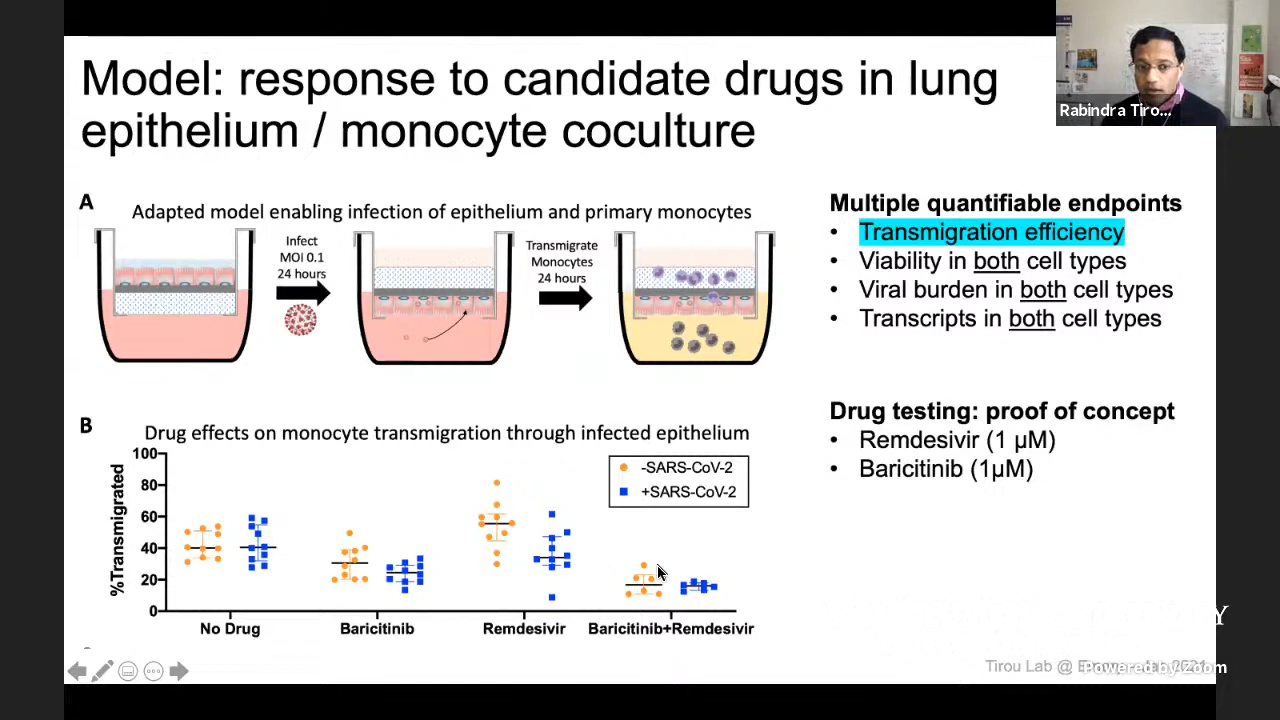 Model: response to candidate drugs in lung
epithelium / monocyte coculture
Rabindra Tiro...
A
Adapted model enabling infection of epithelium and primary monocytes
Infect
MOI 0.1
24 hours
Transmigrate
Monocytes
24 hours
Multiple quantifiable endpoints
• Transmigration efficiency
• Viability in both cell types
• Viral burden in both cell types
• Transcripts in both cell types
B
Drug effects on monocyte transmigration through infected epithelium
%Transmigrated
100
80
60
40
20
0
-SARS-CoV-2
+SARS-CoV-2
No Drug
Baricitinib
Remdesivir
Baricitinib+Remdesivir
Drug testing: proof of concept
• Remdesivir (1 µM)
• Baricitinib (1µM)
Tirou Lab @
Powered by Zoom